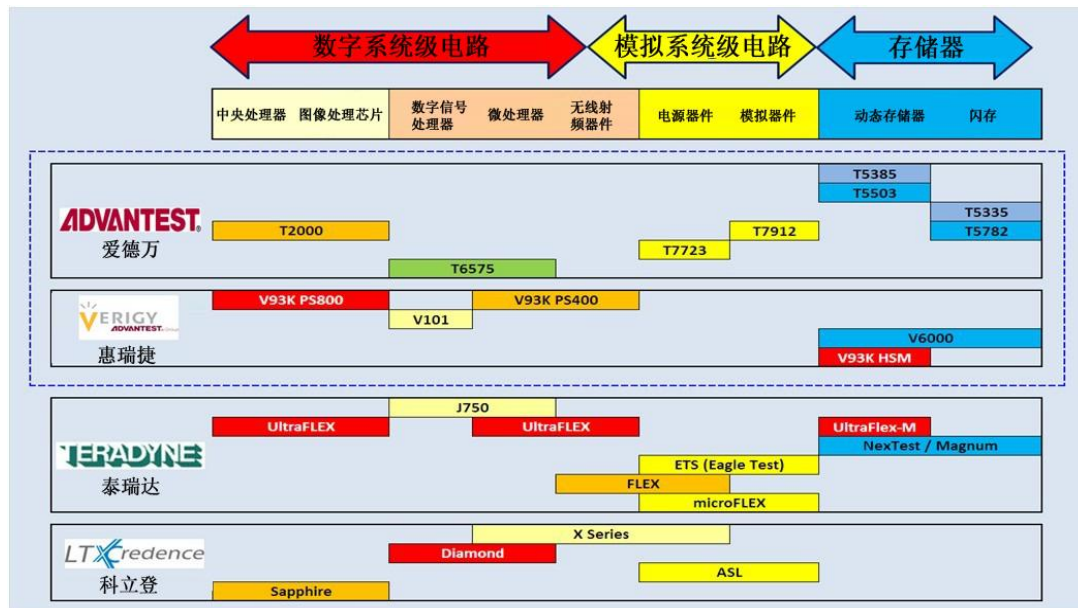 数字系统级电路 模拟系统级电路 存储器
中央处理器 图像处理芯片 数字信号处理器 微处理器 无线射频器件 电源器件 模拟器件 动态存储器 闪存
T5385
T5503
T5335
ADVANTEST® T2000 T7912 T5782
爱德万 T7723
T6575
V93K PS800 V93K PS400
VERIGY V101
ADVANTEST
V6000
惠瑞捷 V93K HSM
J750
UltraFLEX UltraFLEX UltraFlex-M
TERADYNE NexTest / Magnum
ETS (Eagle Test)
泰瑞达 FLEX
microFLEX
X Series
LTXCredence Diamond
ASL
科立登
Sapphire